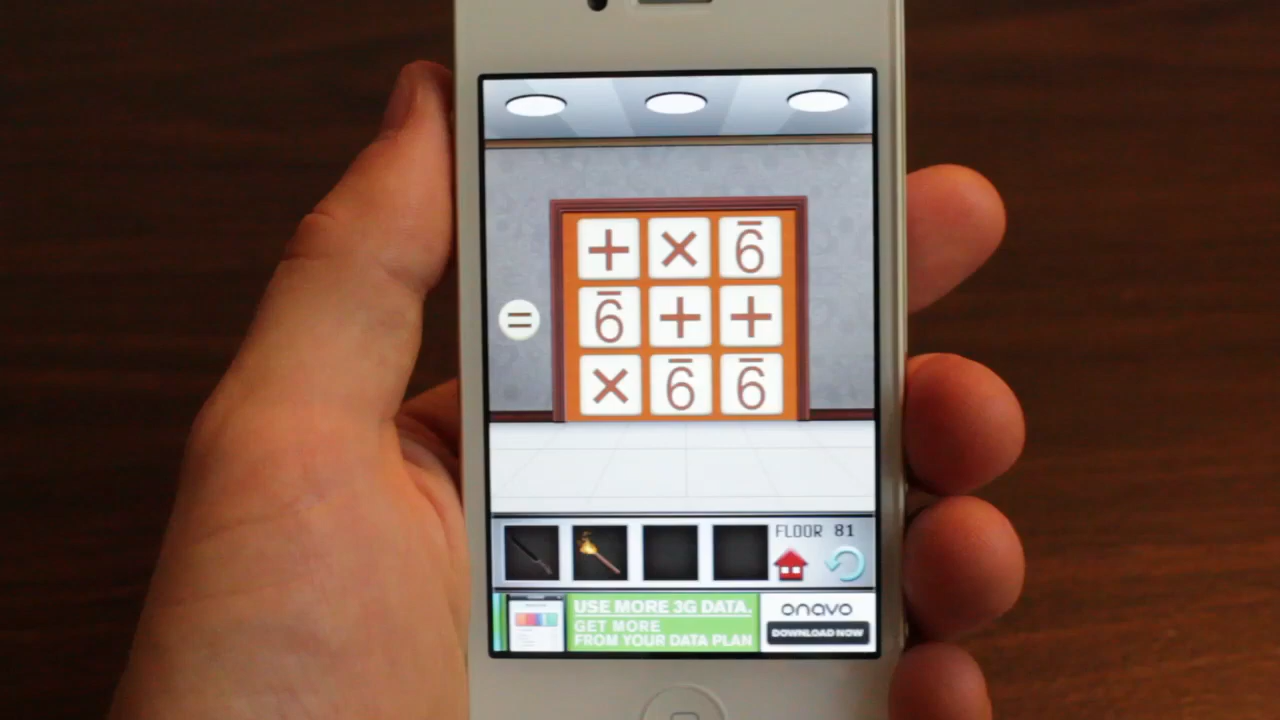 + × 6̅
= 6̅ + +
× 6̅ 6̅
FLOOR 81
USE MORE 3G DATA.
GET MORE
FROM YOUR DATA PLAN
onavo
DOWNLOAD NOW